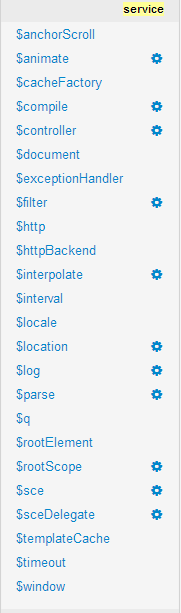 service
$anchorScroll
$animate
$cacheFactory
$compile
$controller
$document
$exceptionHandler
$filter
$http
$httpBackend
$interpolate
$interval
$locale
$location
$log
$parse
$q
$rootElement
$rootScope
$sce
$sceDelegate
$templateCache
$timeout
$window